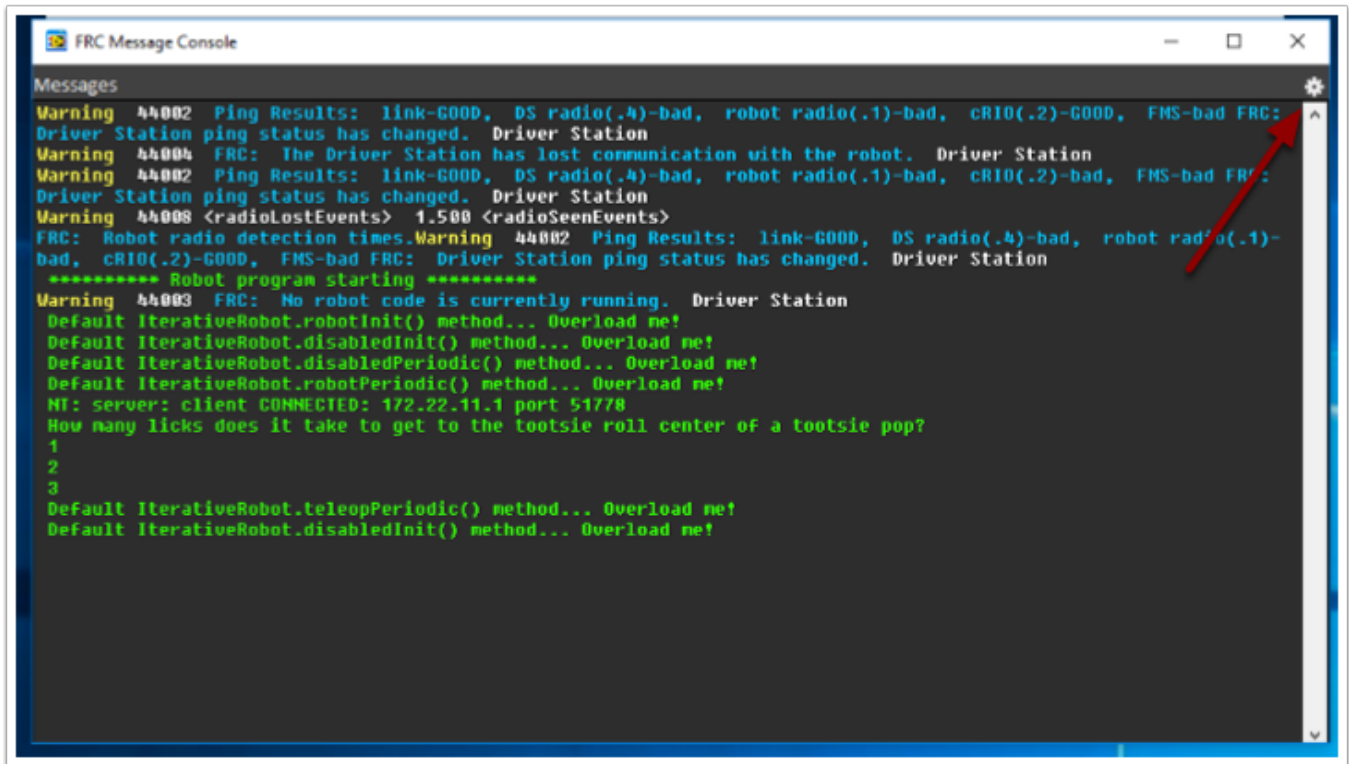 FRC Message Console
Messages
Warning 44002 Ping Results: link-GOOD, DS radio(.4)-bad, robot radio(.1)-bad, cRIO(.2)-GOOD, FMS-bad FRC:
Driver Station ping status has changed. Driver Station
Warning 44004 FRC: The Driver Station has lost communication with the robot. Driver Station
Warning 44002 Ping Results: link-GOOD, DS radio(.4)-bad, robot radio(.1)-bad, cRIO(.2)-bad, FMS-bad FRC:
Driver Station ping status has changed. Driver Station
Warning 44008 <radioLostEvents> 1.500 <radioSeenEvents>
FRC: Robot radio detection times.Warning 44002 Ping Results: link-GOOD, DS radio(.4)-bad, robot radio(.1)-
bad, cRIO(.2)-GOOD, FMS-bad FRC: Driver Station ping status has changed. Driver Station
********** Robot program starting **********
Warning 44003 FRC: No robot code is currently running. Driver Station
Default IterativeRobot.robotInit() method... Overload me!
Default IterativeRobot.disabledInit() method... Overload me!
Default IterativeRobot.disabledPeriodic() method... Overload me!
Default IterativeRobot.robotPeriodic() method... Overload me!
NT: server: client CONNECTED: 172.22.11.1 port 51778
How many licks does it take to get to the tootsie roll center of a tootsie pop?
1
2
3
Default IterativeRobot.teleopPeriodic() method... Overload me!
Default IterativeRobot.disabledInit() method... Overload me!